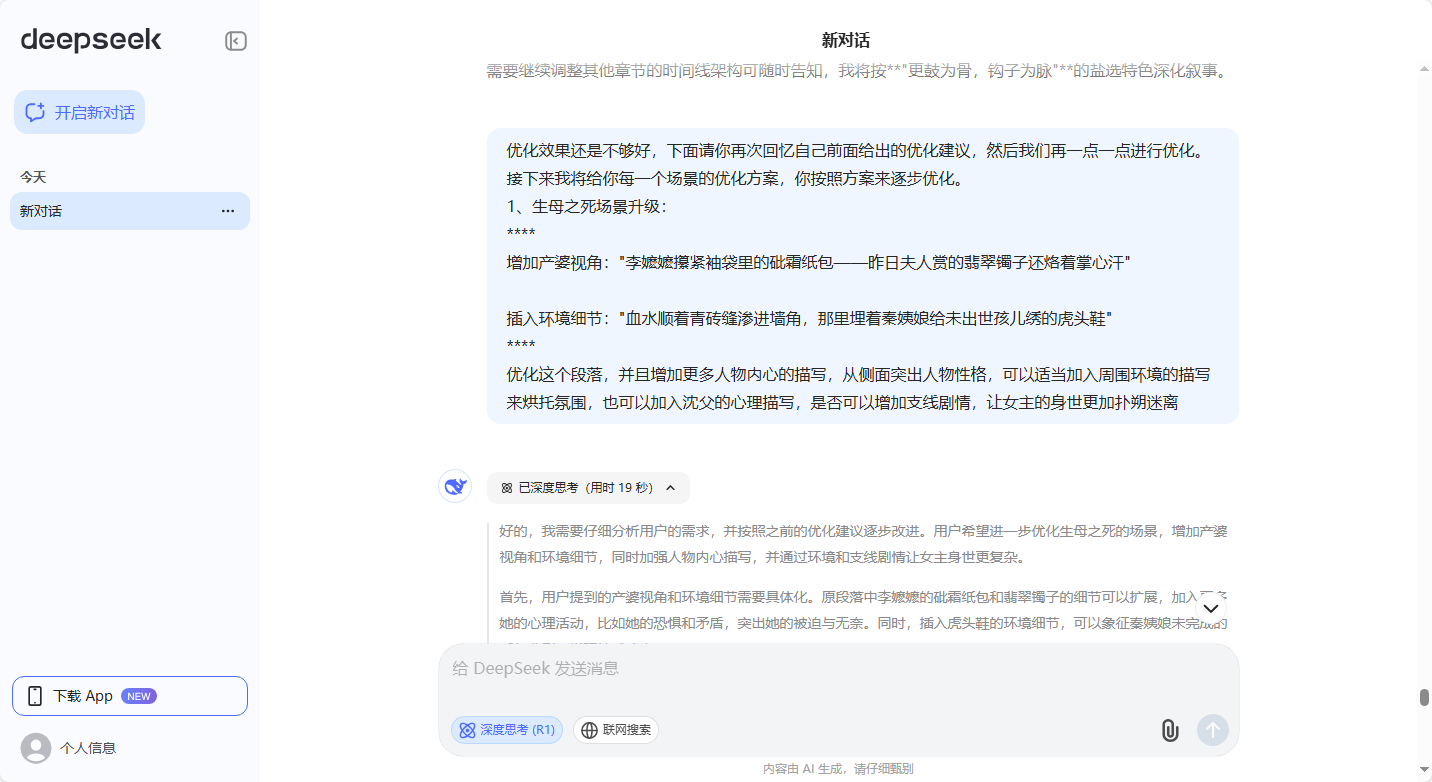 deepseek
开启新对话
今天
新对话
下载 App NEW
个人信息
新对话
需要继续调整其他章节的时间线架构可随时告知，我将按**"更鼓为骨，钩子为脉"**的盐选特色深化叙事。
优化效果还是不够好，下面请你再次回忆自己前面给出的优化建议，然后我们再一点一点进行优化。
接下来我将给你每一个场景的优化方案，你按照方案来逐步优化。
1、生母之死场景升级：
****
增加产婆视角："李嬷嬷攥紧袖袋里的砒霜纸包——昨日夫人赏的翡翠镯子还烙着掌心汗"
插入环境细节："血水顺着青砖缝渗进墙角，那里埋着秦姨娘给未出世孩儿绣的虎头鞋"
****
优化这个段落，并且增加更多人物内心的描写，从侧面突出人物性格，可以适当加入周围环境的描写
来烘托氛围，也可以加入沈父的心理描写，是否可以增加支线剧情，让女主的身世更加扑朔迷离
已深度思考（用时 19 秒）
好的，我需要仔细分析用户的需求，并按照之前的优化建议逐步改进。用户希望进一步优化生母之死的场景，增加产婆
视角和环境细节，同时加强人物内心描写，并通过环境和支线剧情让女主身世更复杂。
首先，用户提到的产婆视角和环境细节需要具体化。原段落中李嬷嬷的砒霜纸包和翡翠镯子的细节可以扩展，加入
她的心理活动，比如她的恐惧和矛盾，突出她的被迫与无奈。同时，插入虎头鞋的环境细节，可以象征秦姨娘未完成的
给 DeepSeek 发送消息
深度思考 (R1)
联网搜索
内容由 AI 生成，请仔细甄别